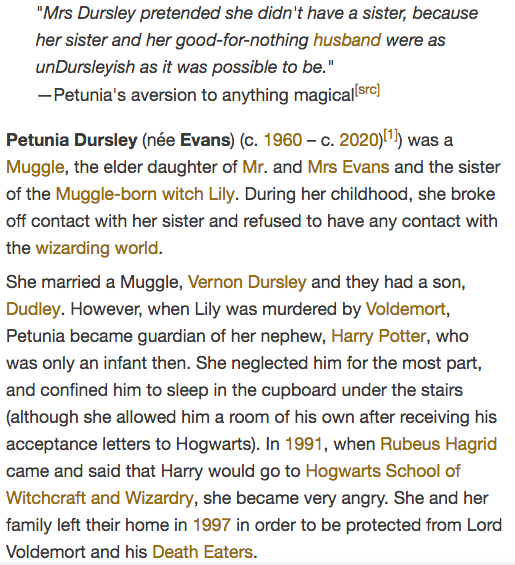 "Mrs Dursley pretended she didn't have a sister, because
her sister and her good-for-nothing husband were as
unDursleyish as it was possible to be."
—Petunia's aversion to anything magical[src]
Petunia Dursley (née Evans) (c. 1960 – c. 2020)[1]) was a
Muggle, the elder daughter of Mr. and Mrs Evans and the sister
of the Muggle-born witch Lily. During her childhood, she broke
off contact with her sister and refused to have any contact with
the wizarding world.
She married a Muggle, Vernon Dursley and they had a son,
Dudley. However, when Lily was murdered by Voldemort,
Petunia became guardian of her nephew, Harry Potter, who
was only an infant then. She neglected him for the most part,
and confined him to sleep in the cupboard under the stairs
(although she allowed him a room of his own after receiving his
acceptance letters to Hogwarts). In 1991, when Rubeus Hagrid
came and said that Harry would go to Hogwarts School of
Witchcraft and Wizardry, she became very angry. She and her
family left their home in 1997 in order to be protected from Lord
Voldemort and his Death Eaters.